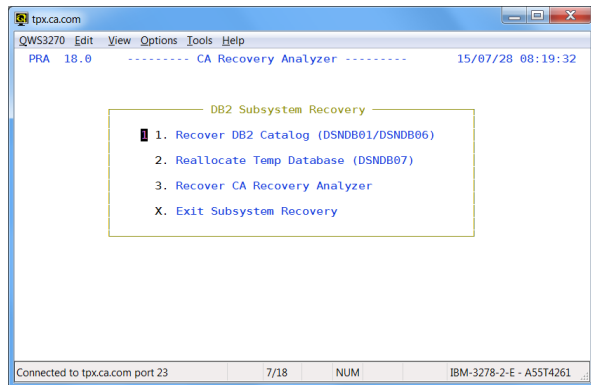 tpx.ca.com
QWS3270 Edit View Options Tools Help
PRA 18.0 --------- CA Recovery Analyzer --------- 15/07/28 08:19:32
DB2 Subsystem Recovery
1 1. Recover DB2 Catalog (DSNDB01/DSNDB06)
2. Reallocate Temp Database (DSNDB07)
3. Recover CA Recovery Analyzer
X. Exit Subsystem Recovery
Connected to tpx.ca.com port 23 7/18 NUM IBM-3278-2-E - A55T4261